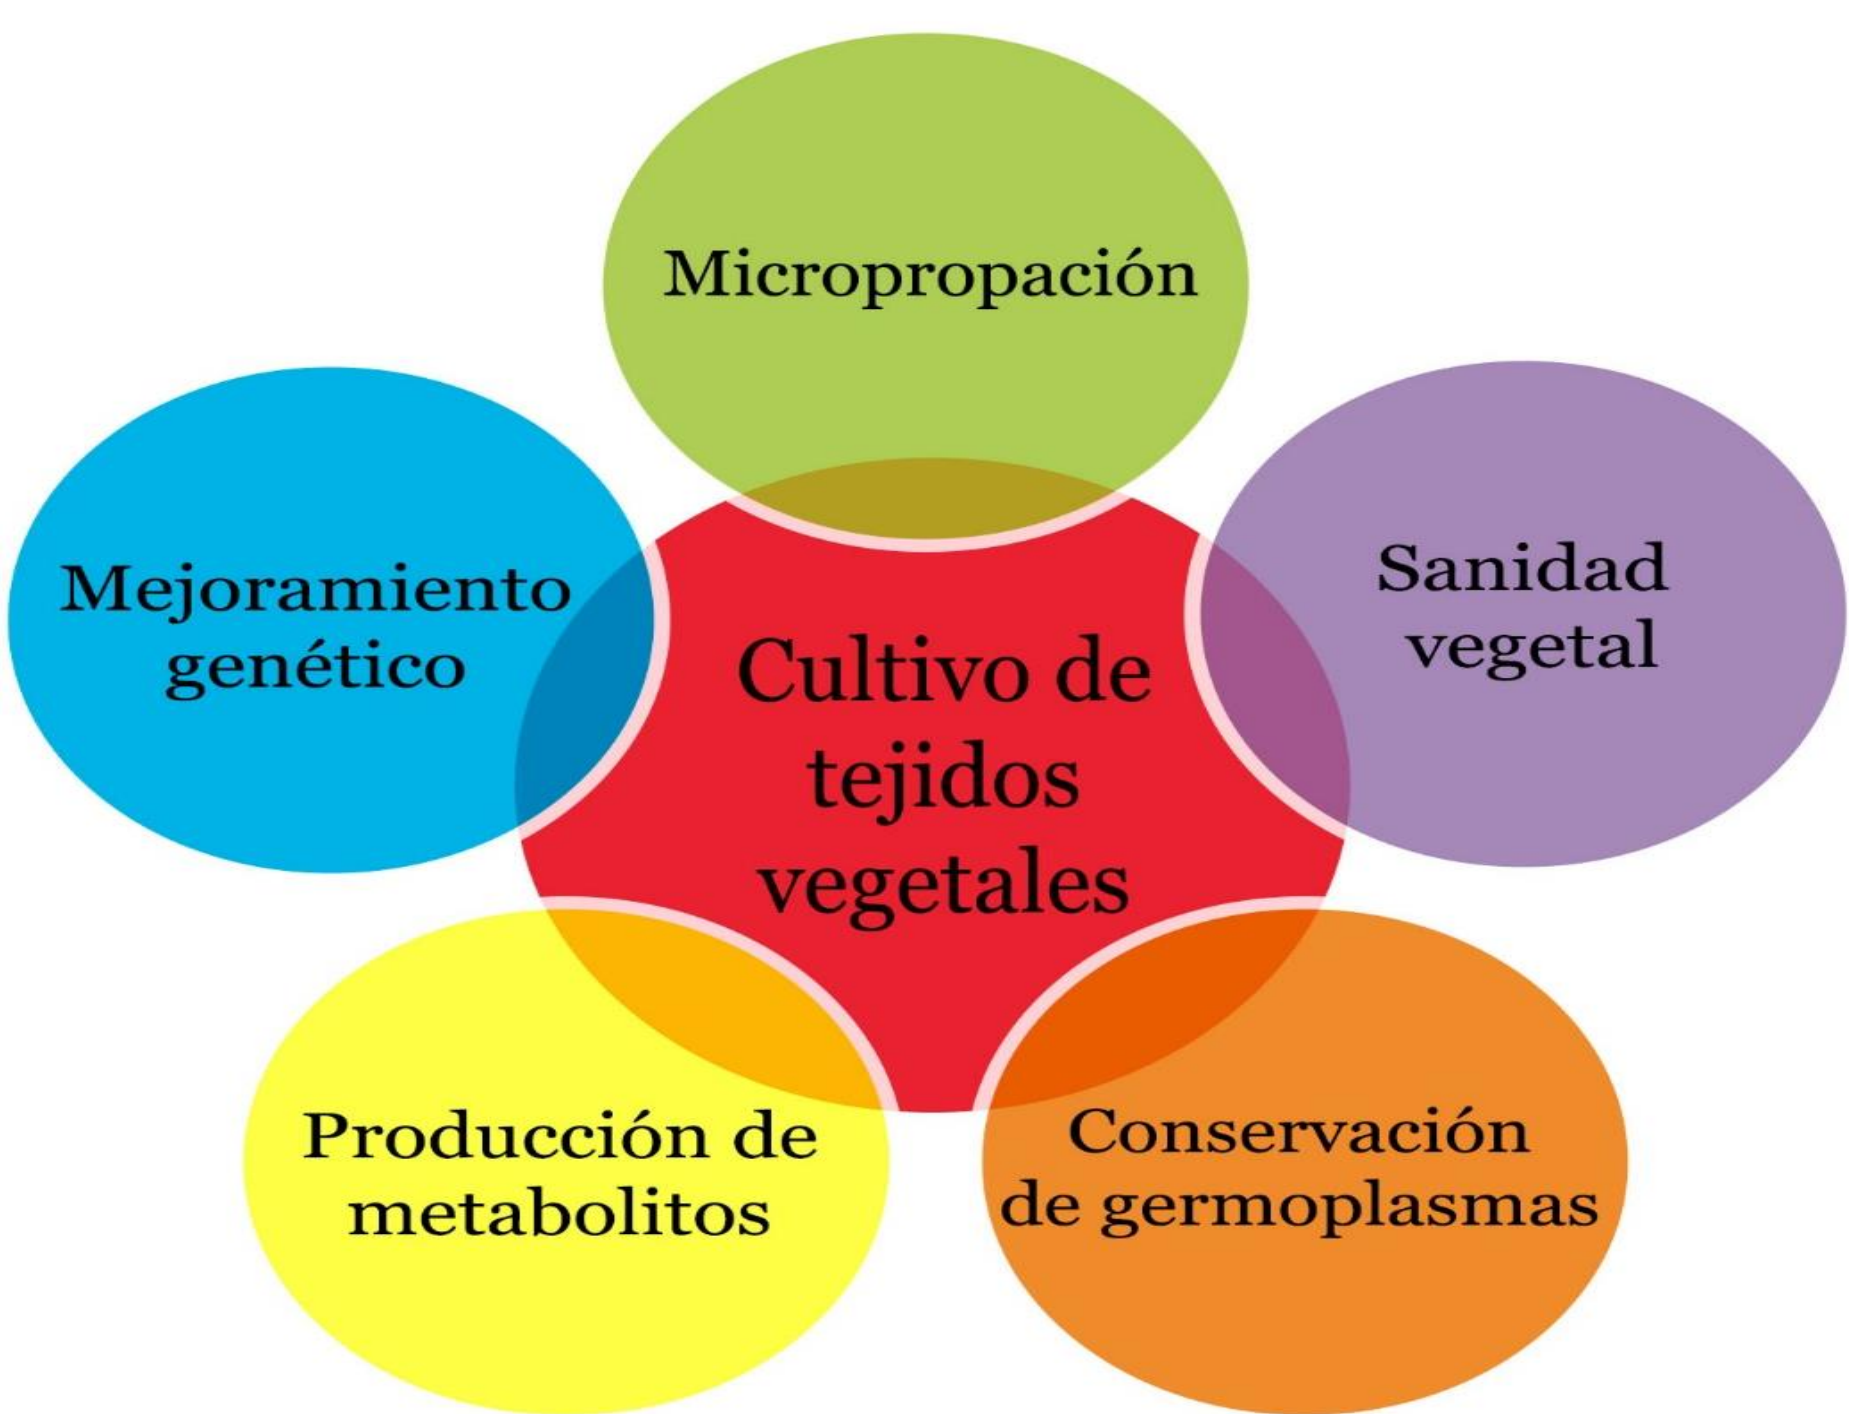 Micropropación
Mejoramiento
genético
Sanidad
vegetal
Cultivo de
tejidos
vegetales
Producción de
metabolitos
Conservación
de germoplasmas